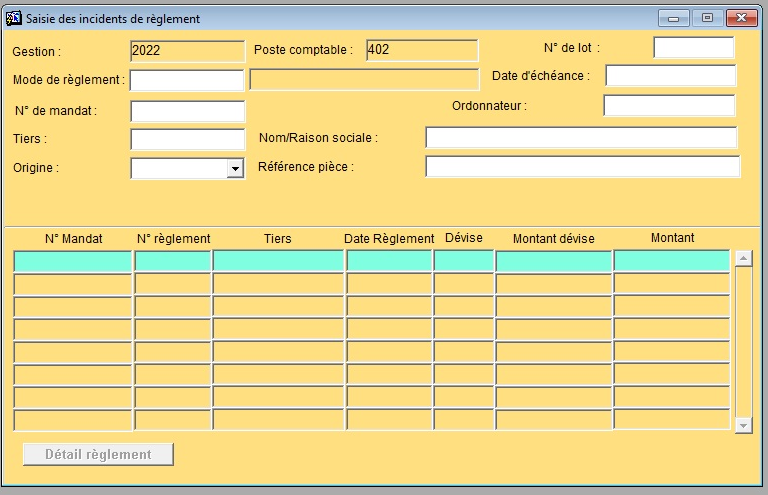 Saisie des incidents de règlement
Gestion : 2022 Poste comptable : 402 N° de lot :
Mode de règlement : Date d'échéance :
N° de mandat : Ordonnateur :
Tiers : Nom/Raison sociale :
Origine : Référence pièce :
N° Mandat N° règlement Tiers Date Règlement Dévise Montant dévise Montant
Détail règlement